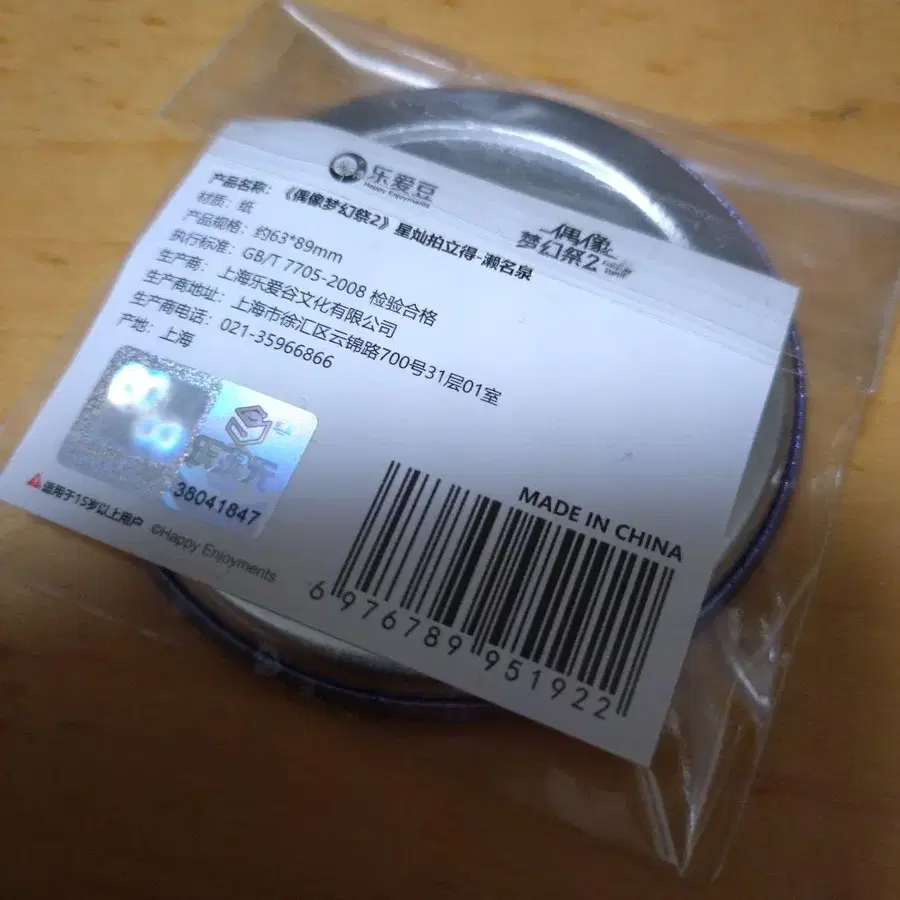 乐爱豆
Happy Enjoyments
偶像
梦幻祭2
产品名称：《偶像梦幻祭2》星灿拍立得-濑名泉
材质：纸
产品规格：约63*89mm
执行标准：GB/T 7705-2008 检验合格
生产商：上海乐爱谷文化有限公司
生产商地址：上海市徐汇区云锦路700号31层01室
生产商电话：021-35966866
产地：上海
38041847
适用于15岁以上用户
©Happy Enjoyments
MADE IN CHINA
6 976789 951922